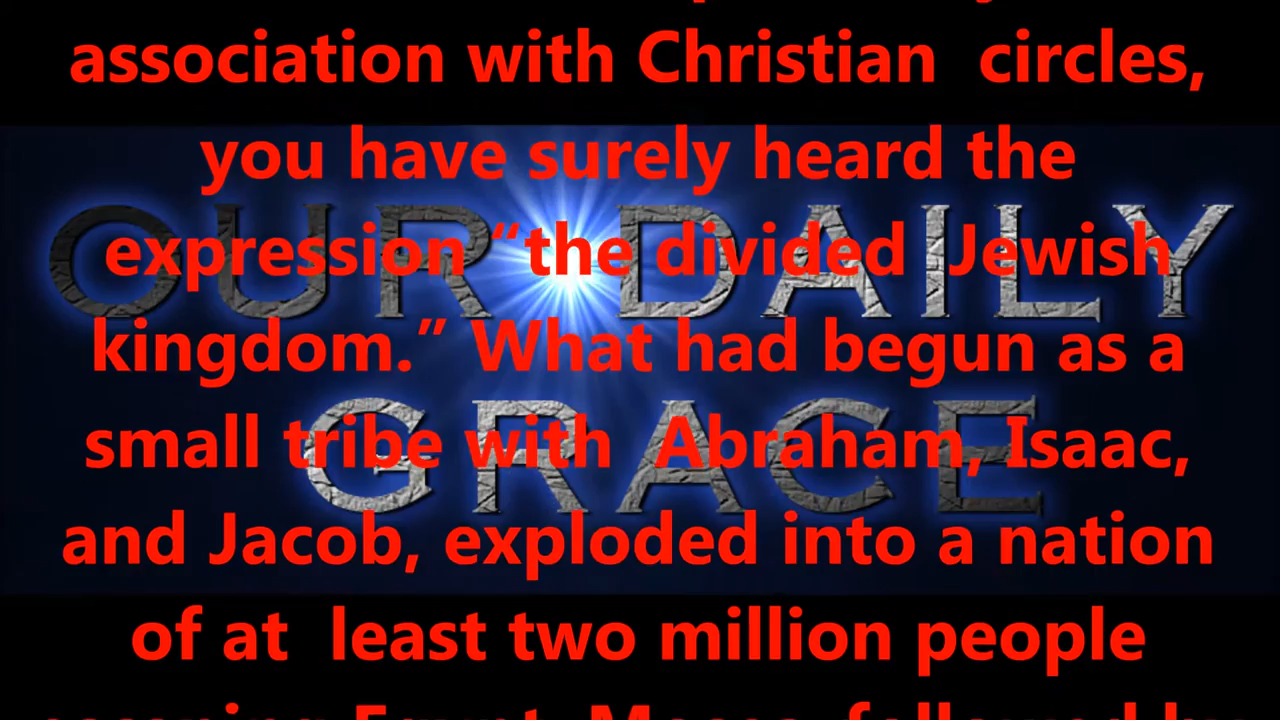 association with Christian circles,
you have surely heard the
expression “the divided Jewish
kingdom.” What had begun as a
small tribe with Abraham, Isaac,
and Jacob, exploded into a nation
of at least two million people
OUR DAILY
GRACE